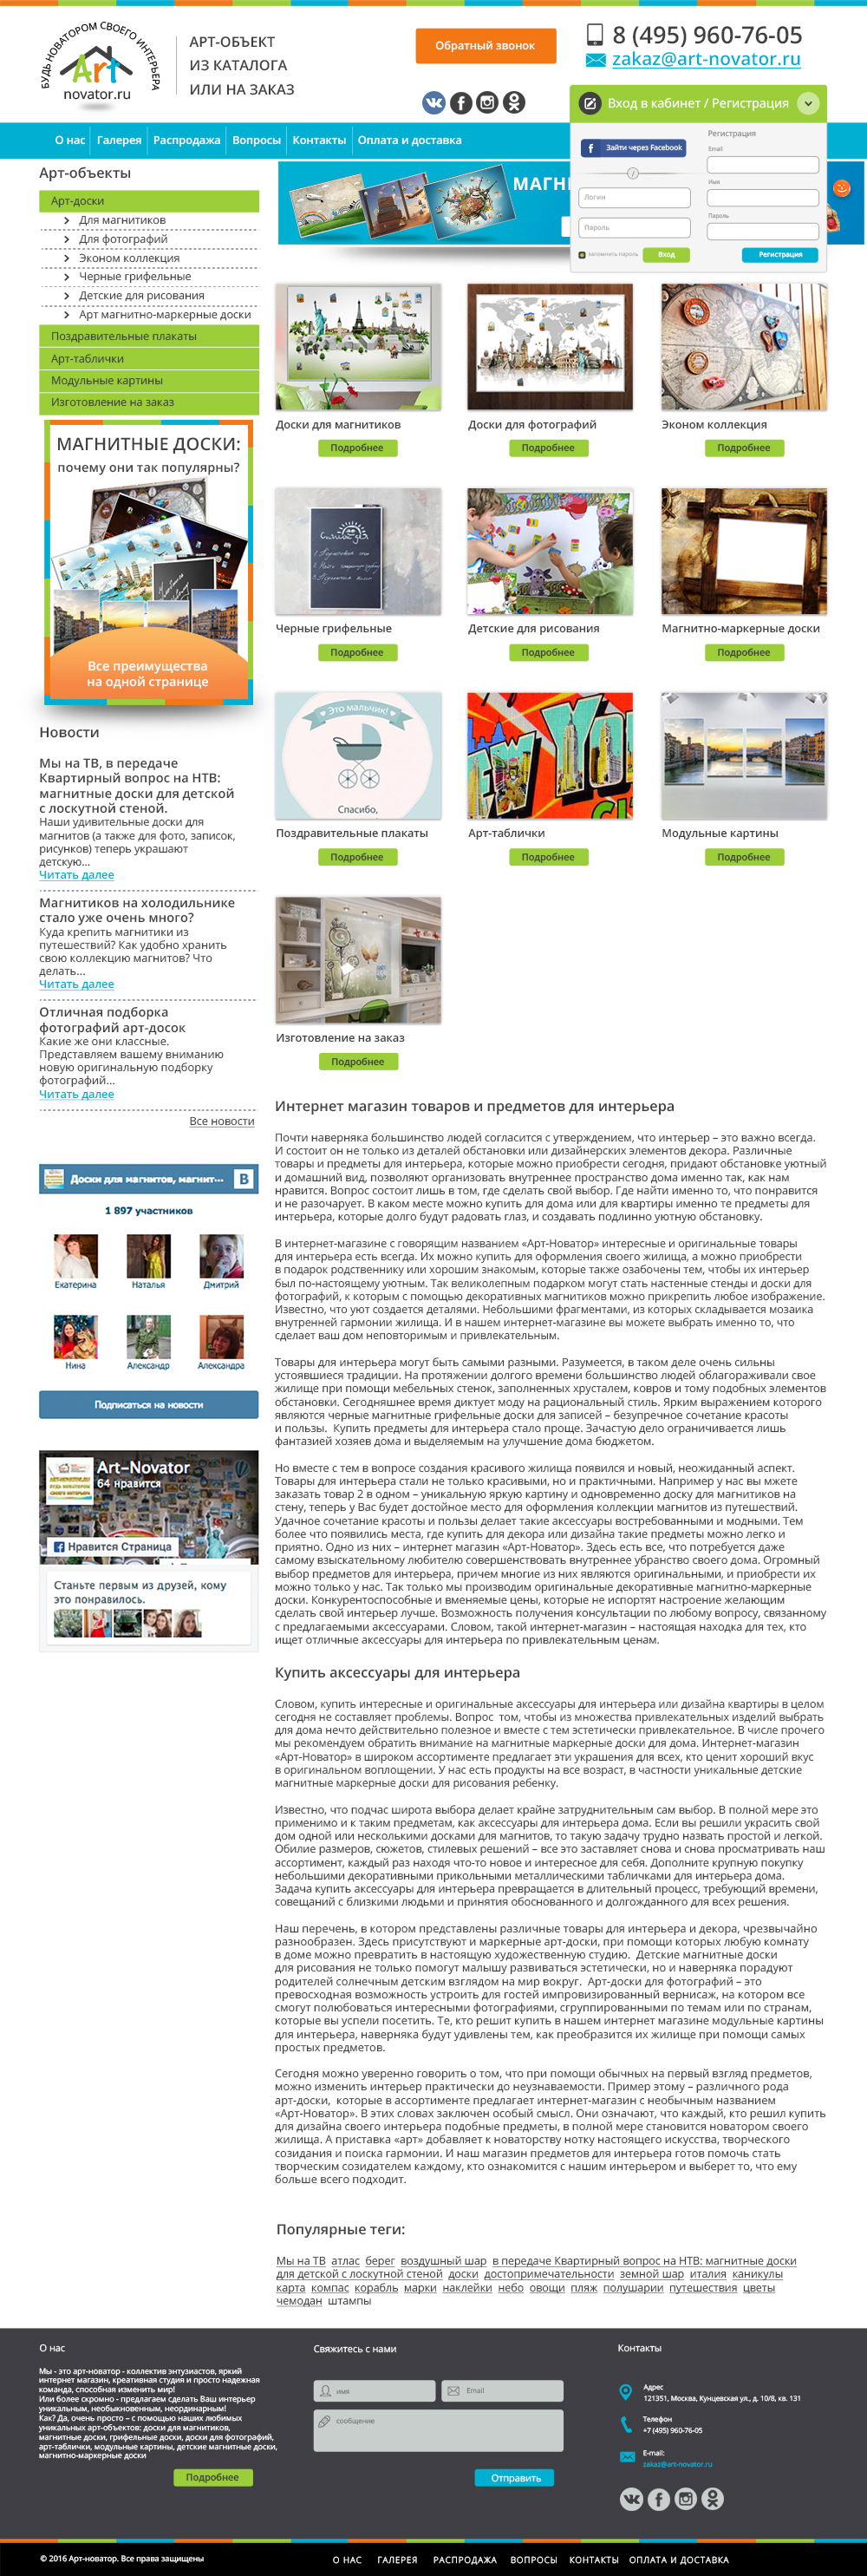 БУДЬ НОВАТОРОМ СВОЕГО ИНТЕРЬЕРА
Art
novator.ru
АРТ-ОБЪЕКТ
ИЗ КАТАЛОГА
ИЛИ НА ЗАКАЗ
Обратный звонок
8 (495) 960-76-05
zakaz@art-novator.ru
Вход в кабинет / Регистрация
О нас Галерея Распродажа Вопросы Контакты Оплата и доставка
Зайти через Facebook
Логин
Пароль
запомнить пароль
Вход
Регистрация
Email
Имя
Пароль
Регистрация
МАГНИ
Арт-объекты
Арт-доски
Для магнитиков
Для фотографий
Эконом коллекция
Черные грифельные
Детские для рисования
Арт магнитно-маркерные доски
Поздравительные плакаты
Арт-таблички
Модульные картины
Изготовление на заказ
МАГНИТНЫЕ ДОСКИ:
почему они так популярны?
Все преимущества
на одной странице
Доски для магнитиков
Подробнее
Доски для фотографий
Подробнее
Эконом коллекция
Подробнее
Черные грифельные
Подробнее
Детские для рисования
Подробнее
Магнитно-маркерные доски
Подробнее
Это мальчик!
Спасибо,
Поздравительные плакаты
Подробнее
Арт-таблички
Подробнее
Модульные картины
Подробнее
Изготовление на заказ
Подробнее
Новости
Мы на ТВ, в передаче
Квартирный вопрос на НТВ:
магнитные доски для детской
с лоскутной стеной.
Наши удивительные доски для
магнитов (а также для фото, записок,
рисунков) теперь украшают
детскую...
Читать далее
Магнитиков на холодильнике
стало уже очень много?
Куда крепить магнитики из
путешествий? Как удобно хранить
свою коллекцию магнитов? Что
делать...
Читать далее
Отличная подборка
фотографий арт-досок
Какие же они классные.
Представляем вашему вниманию
новую оригинальную подборку
фотографий...
Читать далее
Все новости
Доски для магнитов, магнит...
1 897 участников
Екатерина Наталья Дмитрий
Нина Александр Александра
Подписаться на новости
Art-Novator
64 нравится
Нравится Страница
Станьте первым из друзей, кому
это понравилось.
Интернет магазин товаров и предметов для интерьера
Почти наверняка большинство людей согласится с утверждением, что интерьер – это важно всегда.
И состоит он не только из деталей обстановки или дизайнерских элементов декора. Различные
товары и предметы для интерьера, которые можно приобрести сегодня, придают обстановке уютный
и домашний вид, позволяют организовать внутреннее пространство дома именно так, как нам
нравится. Вопрос состоит лишь в том, где сделать свой выбор. Где найти именно то, что понравится
и не разочарует. В каком месте можно купить для дома или для квартиры именно те предметы для
интерьера, которые долго будут радовать глаз, и создавать подлинно уютную обстановку.
В интернет-магазине с говорящим названием «Арт-Новатор» интересные и оригинальные товары
для интерьера есть всегда. Их можно купить для оформления своего жилища, а можно приобрести
в подарок родственнику или хорошим знакомым, которые также озабочены тем, чтобы их интерьер
был по-настоящему уютным. Так великолепным подарком могут стать настенные стенды и доски для
фотографий, к которым с помощью декоративных магнитиков можно прикрепить любое изображение.
Известно, что уют создается деталями. Небольшими фрагментами, из которых складывается мозаика
внутренней гармонии жилища. И в нашем интернет-магазине вы можете выбрать именно то, что
сделает ваш дом неповторимым и привлекательным.
Товары для интерьера могут быть самыми разными. Разумеется, в таком деле очень сильны
устоявшиеся традиции. На протяжении долгого времени большинство людей облагораживали свое
жилище при помощи мебельных стенок, заполненных хрусталем, ковров и тому подобных элементов
обстановки. Сегодняшнее время диктует моду на рациональный стиль. Ярким выражением которого
являются черные магнитные грифельные доски для записей – безупречное сочетание красоты
и пользы. Купить предметы для интерьера стало проще. Зачастую дело ограничивается лишь
фантазией хозяев дома и выделяемым на улучшение дома бюджетом.
Но вместе с тем в вопросе создания красивого жилища появился и новый, неожиданный аспект.
Товары для интерьера стали не только красивыми, но и практичными. Например у нас вы мжете
заказать товар 2 в одном – уникальную яркую картину и одновременно доску для магнитиков на
стену, теперь у Вас будет достойное место для оформления коллекции магнитов из путешествий.
Удачное сочетание красоты и пользы делает такие аксессуары востребованными и модными. Тем
более что появились места, где купить для декора или дизайна такие предметы можно легко и
приятно. Одно из них – интернет магазин «Арт-Новатор». Здесь есть все, что потребуется даже
самому взыскательному любителю совершенствовать внутреннее убранство своего дома. Огромный
выбор предметов для интерьера, причем многие из них являются оригинальными, и приобрести их
можно только у нас. Так только мы производим оригинальные декоративные магнитно-маркерные
доски. Конкурентоспособные и вменяемые цены, которые не испортят настроение желающим
сделать свой интерьер лучше. Возможность получения консультации по любому вопросу, связанному
с предлагаемыми аксессуарами. Словом, такой интернет-магазин – настоящая находка для тех, кто
ищет отличные аксессуары для интерьера по привлекательным ценам.
Купить аксессуары для интерьера
Словом, купить интересные и оригинальные аксессуары для интерьера или дизайна квартиры в целом
сегодня не составляет проблемы. Вопрос том, чтобы из множества привлекательных изделий выбрать
для дома нечто действительно полезное и вместе с тем эстетически привлекательное. В числе прочего
мы рекомендуем обратить внимание на магнитные маркерные доски для дома. Интернет-магазин
«Арт-Новатор» в широком ассортименте предлагает эти украшения для всех, кто ценит хороший вкус
в оригинальном воплощении. У нас есть продукты на все возраст, в частности уникальные детские
магнитные маркерные доски для рисования ребенку.
Известно, что подчас широта выбора делает крайне затруднительным сам выбор. В полной мере это
применимо и к таким предметам, как аксессуары для интерьера дома. Если вы решили украсить свой
дом одной или несколькими досками для магнитов, то такую задачу трудно назвать простой и легкой.
Обилие размеров, сюжетов, стилевых решений – все это заставляет снова и снова просматривать наш
ассортимент, каждый раз находя что-то новое и интересное для себя. Дополните крупную покупку
небольшими декоративными прикольными металлическими табличками для интерьера дома.
Задача купить аксессуары для интерьера превращается в длительный процесс, требующий времени,
совещаний с близкими людьми и принятия обоснованного и долгожданного для всех решения.
Наш перечень, в котором представлены различные товары для интерьера и декора, чрезвычайно
разнообразен. Здесь присутствуют и маркерные арт-доски, при помощи которых любую комнату
в доме можно превратить в настоящую художественную студию. Детские магнитные доски
для рисования не только помогут малышу развиваться эстетически, но и наверняка порадуют
родителей солнечным детским взглядом на мир вокруг. Арт-доски для фотографий – это
превосходная возможность устроить для гостей импровизированный вернисаж, на котором все
смогут полюбоваться интересными фотографиями, сгруппированными по темам или по странам,
которые вы успели посетить. Те, кто решит купить в нашем интернет магазине модульные картины
для интерьера, наверняка будут удивлены тем, как преобразится их жилище при помощи самых
простых предметов.
Сегодня можно уверенно говорить о том, что при помощи обычных на первый взгляд предметов,
можно изменить интерьер практически до неузнаваемости. Пример этому – различного рода
арт-доски, которые в ассортименте предлагает интернет-магазин с необычным названием
«Арт-Новатор». В этих словах заключен особый смысл. Они означают, что каждый, кто решил купить
для дизайна своего интерьера подобные предметы, в полной мере становится новатором своего
жилища. А приставка «арт» добавляет к новаторству нотку настоящего искусства, творческого
созидания и поиска гармонии. И наш магазин предметов для интерьера готов помочь стать
творческим созидателем каждому, кто ознакомится с нашим интерьером и выберет то, что ему
больше всего подходит.
Популярные теги:
Мы на ТВ атлас берег воздушный шар в передаче Квартирный вопрос на НТВ: магнитные доски
для детской с лоскутной стеной доски достопримечательности земной шар италия каникулы
карта компас корабль марки наклейки небо овощи пляж полушарии путешествия цветы
чемодан штампы
О нас
Мы - это арт-новатор - коллектив энтузиастов, яркий
интернет магазин, креативная студия и просто надежная
команда, способная изменить мир!
Или более скромно - предлагаем сделать Ваш интерьер
уникальным, необыкновенным, неординарным!
Как? Да, очень просто – с помощью наших любимых
уникальных арт-объектов: доски для магнитиков,
магнитные доски, грифельные доски, доски для фотографий,
арт-таблички, модульные картины, детские магнитные доски,
магнитно-маркерные доски
Подробнее
Свяжитесь с нами
имя
Email
сообщение
Отправить
Контакты
Адрес
121351, Москва, Кунцевская ул., д. 10/8, кв. 131
Телефон
+7 (495) 960-76-05
E-mail:
zakaz@art-novator.ru
© 2016 Арт-новатор. Все права защищены
О НАС ГАЛЕРЕЯ РАСПРОДАЖА ВОПРОСЫ КОНТАКТЫ ОПЛАТА И ДОСТАВКА